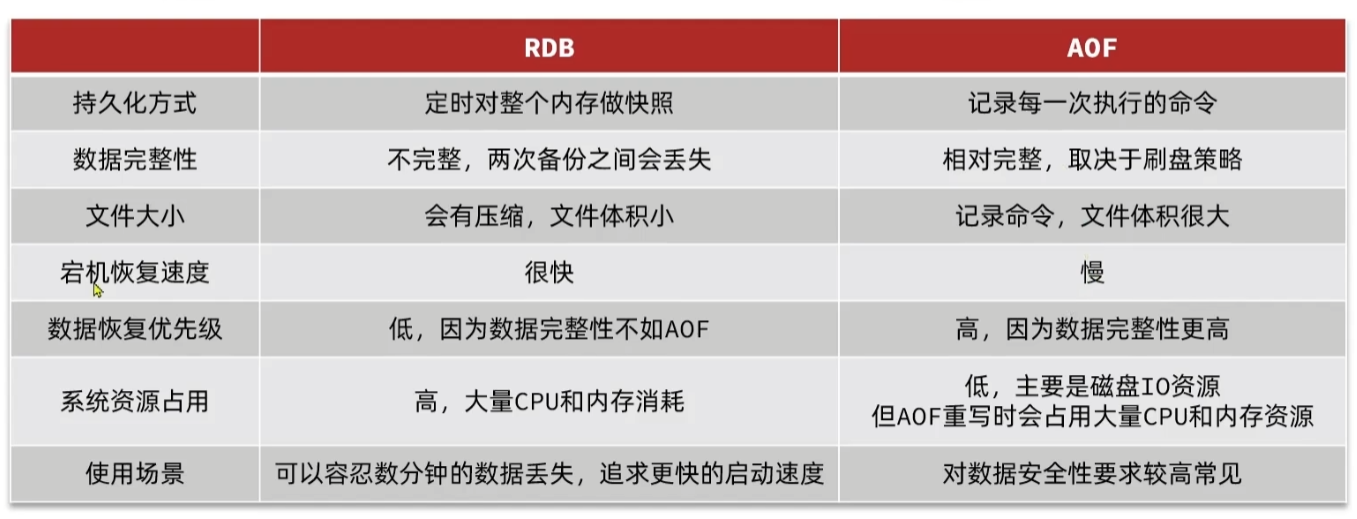 RDB AOF
持久化方式 定时对整个内存做快照 记录每一次执行的命令
数据完整性 不完整，两次备份之间会丢失 相对完整，取决于刷盘策略
文件大小 会有压缩，文件体积小 记录命令，文件体积很大
宕机恢复速度 很快 慢
数据恢复优先级 低，因为数据完整性不如AOF 高，因为数据完整性更高
系统资源占用 高，大量CPU和内存消耗 低，主要是磁盘IO资源
但AOF重写时会占用大量CPU和内存资源
使用场景 可以容忍数分钟的数据丢失，追求更快的启动速度 对数据安全性要求较高常见